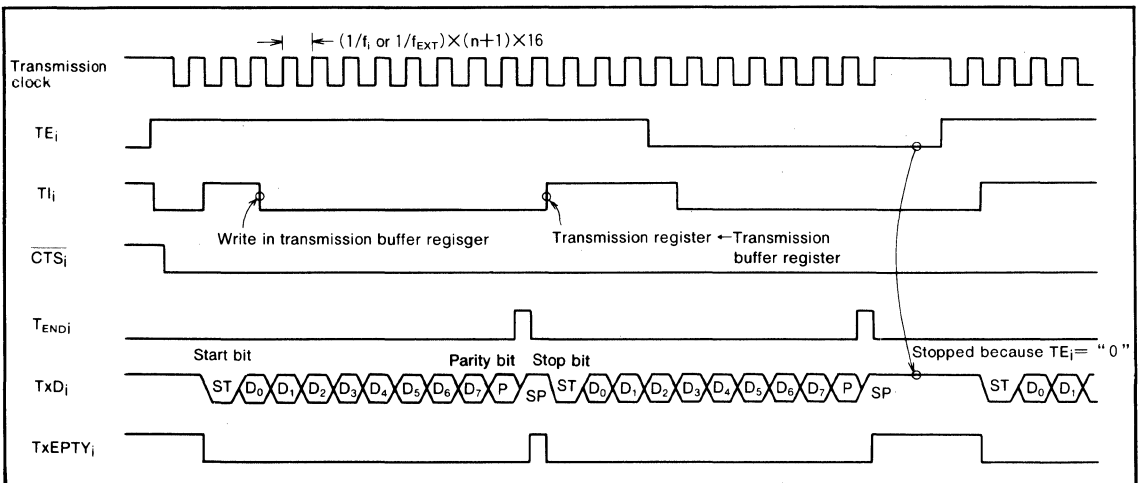 (1/fi or 1/fEXT)×(n+1)×16
Transmission
clock
TEi
TIi
Write in transmission buffer regisger
Transmission register ←Transmission
buffer register
CTSi
TENDi
Start bit
Parity bit
Stop bit
Stopped because TEi= “0”
TxDi
ST D0 D1 D2 D3 D4 D5 D6 D7 P SP ST D0 D1 D2 D3 D4 D5 D6 D7 P SP ST D0 D1
TxEPTYi